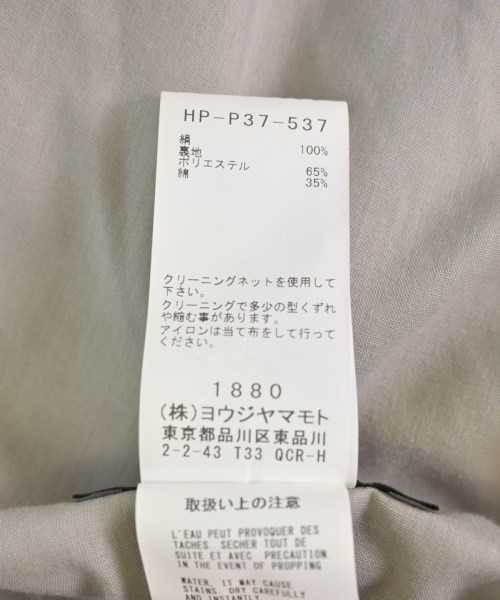 HP-P37-537
絹 100%
裏地
ポリエステル 65%
綿 35%
クリーニングネットを使用して
下さい。
クリーニングで多少の型くずれ
や縮む事があります。
アイロンは当て布をして行って
ください。
1880
(株)ヨウジヤマモト
東京都品川区東品川
2-2-43 T33 QCR-H
取扱い上の注意
L'EAU PEUT PROVOQUER DES
TACHES. SECHER TOUT DE
SUITE ET AVEC PRECAUTION.
IN THE EVENT OF PROPPING
WATER, IT MAY CAUSE
STAINS. DRY CAREFULLY
AND INSTANTLY